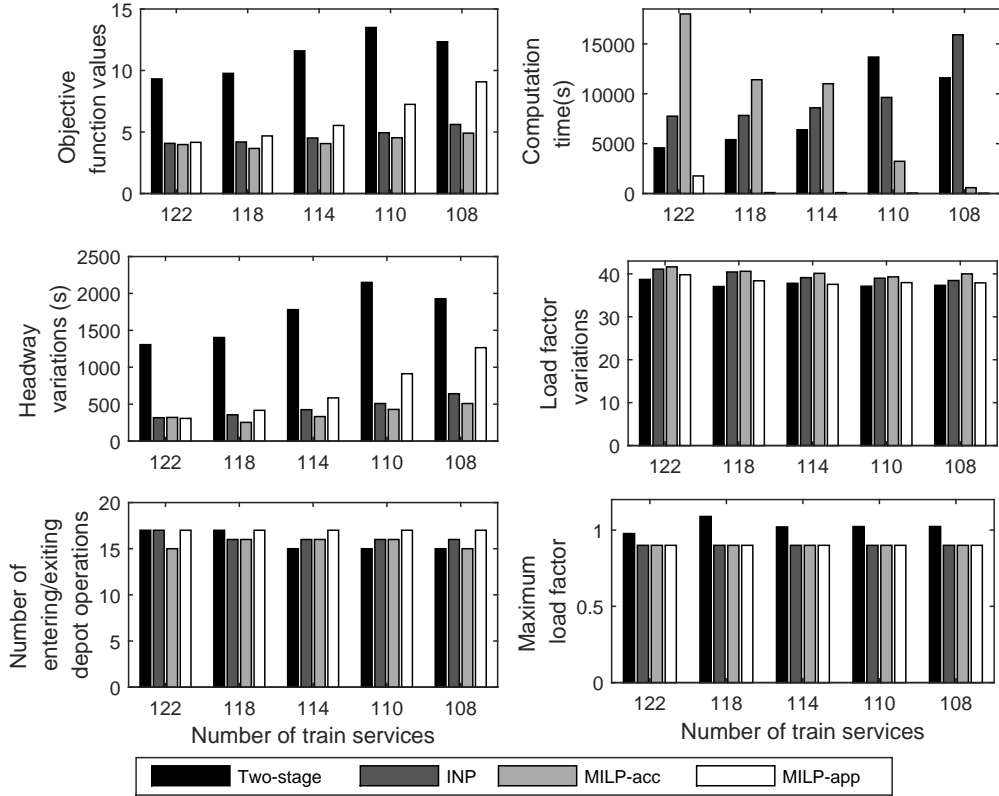 15
10
5
0
Objective
function values
122 118 114 110 108
15000
10000
5000
0
Computation
time(s)
122 118 114 110 108
2500
2000
1500
1000
500
0
Headway
variations (s)
122 118 114 110 108
40
30
20
10
0
Load factor
variations
122 118 114 110 108
20
15
10
5
0
Number of
entering/exiting
depot operations
122 118 114 110 108
Number of train services
1
0.5
0
Maximum
load factor
122 118 114 110 108
Number of train services
Two-stage INP MILP-acc MILP-app